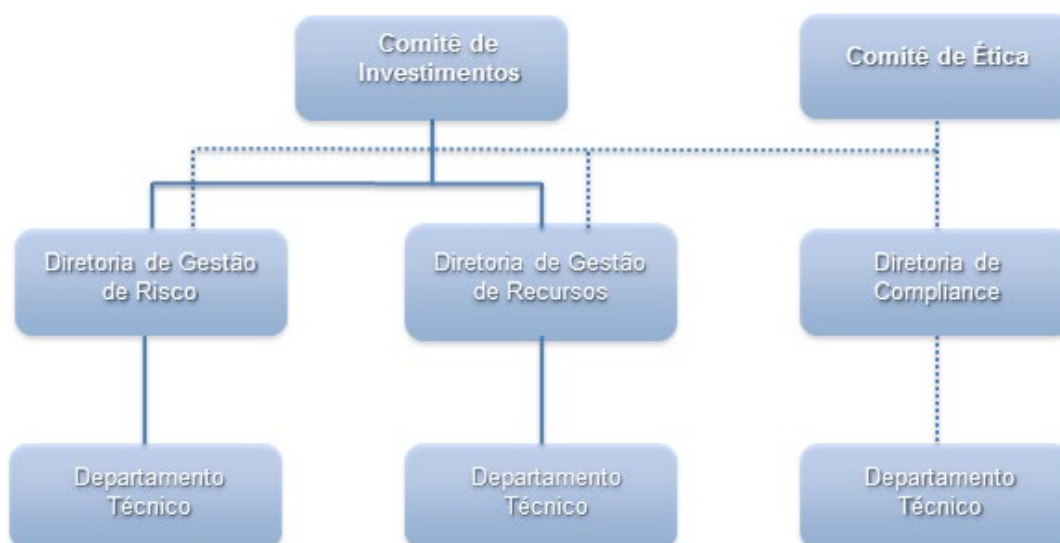 Comitê de
Investimentos
Comitê de Ética
Diretoria de Gestão
de Risco
Diretoria de Gestão
de Recursos
Diretoria de
Compliance
Departamento
Técnico
Departamento
Técnico
Departamento
Técnico